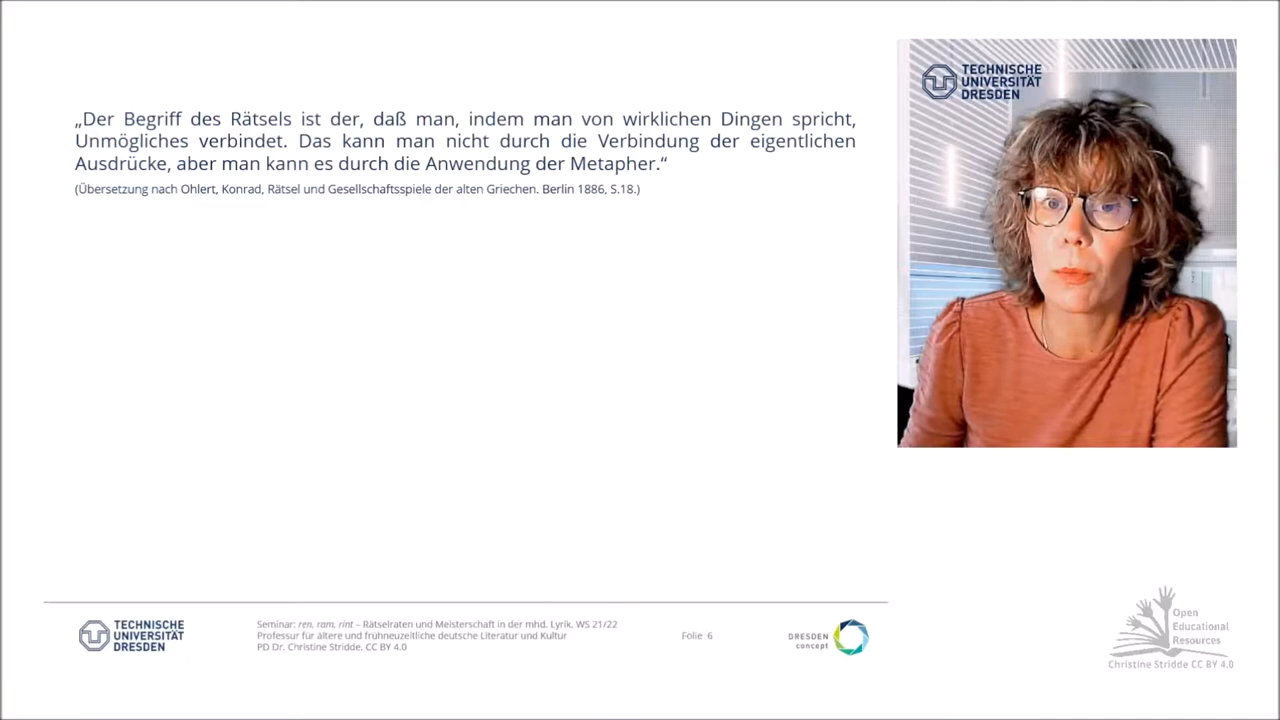 „Der Begriff des Rätsels ist der, daß man, indem man von wirklichen Dingen spricht,
Unmögliches verbindet. Das kann man nicht durch die Verbindung der eigentlichen
Ausdrücke, aber man kann es durch die Anwendung der Metapher.“
(Übersetzung nach Ohlert, Konrad, Rätsel und Gesellschaftsspiele der alten Griechen. Berlin 1886, S.18.)
TECHNISCHE
UNIVERSITÄT
DRESDEN
TECHNISCHE
UNIVERSITÄT
DRESDEN
Seminar: ren, ram, rint – Rätselraten und Meisterschaft in der mhd. Lyrik, WS 21/22
Professur für ältere und frühneuzeitliche deutsche Literatur und Kultur
PD Dr. Christine Stridde. CC BY 4.0
Folie 6
DRESDEN
concept
Open
Educational
Resources
Christine Stridde CC BY 4.0